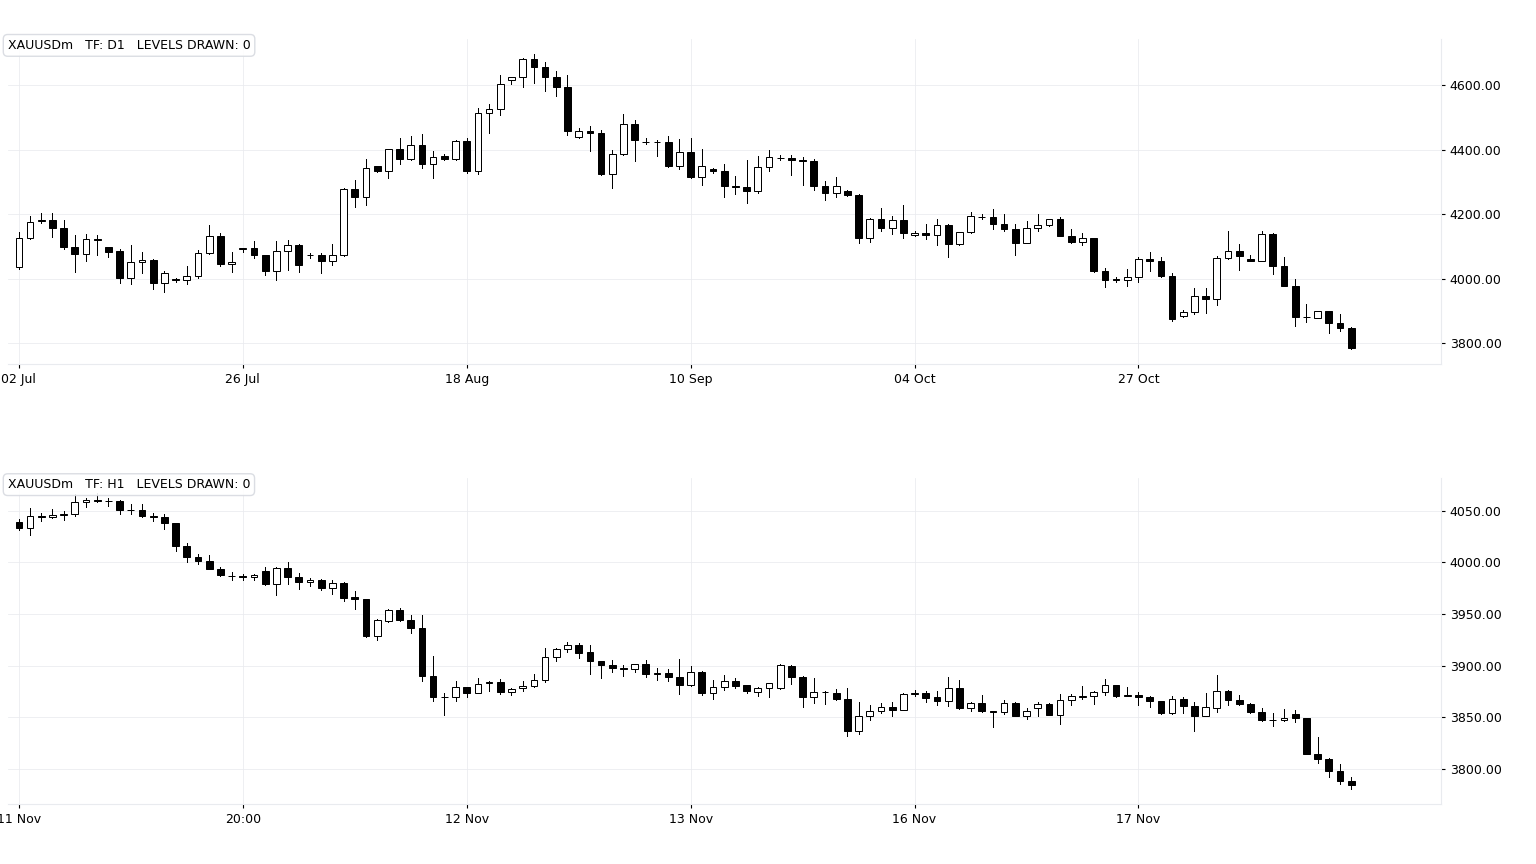 XAUUSDm TF: D1 LEVELS DRAWN: 0
4600.00
4400.00
4200.00
4000.00
3800.00
02 Jul 26 Jul 18 Aug 10 Sep 04 Oct 27 Oct
XAUUSDm TF: H1 LEVELS DRAWN: 0
4050.00
4000.00
3950.00
3900.00
3850.00
3800.00
11 Nov 20:00 12 Nov 13 Nov 16 Nov 17 Nov